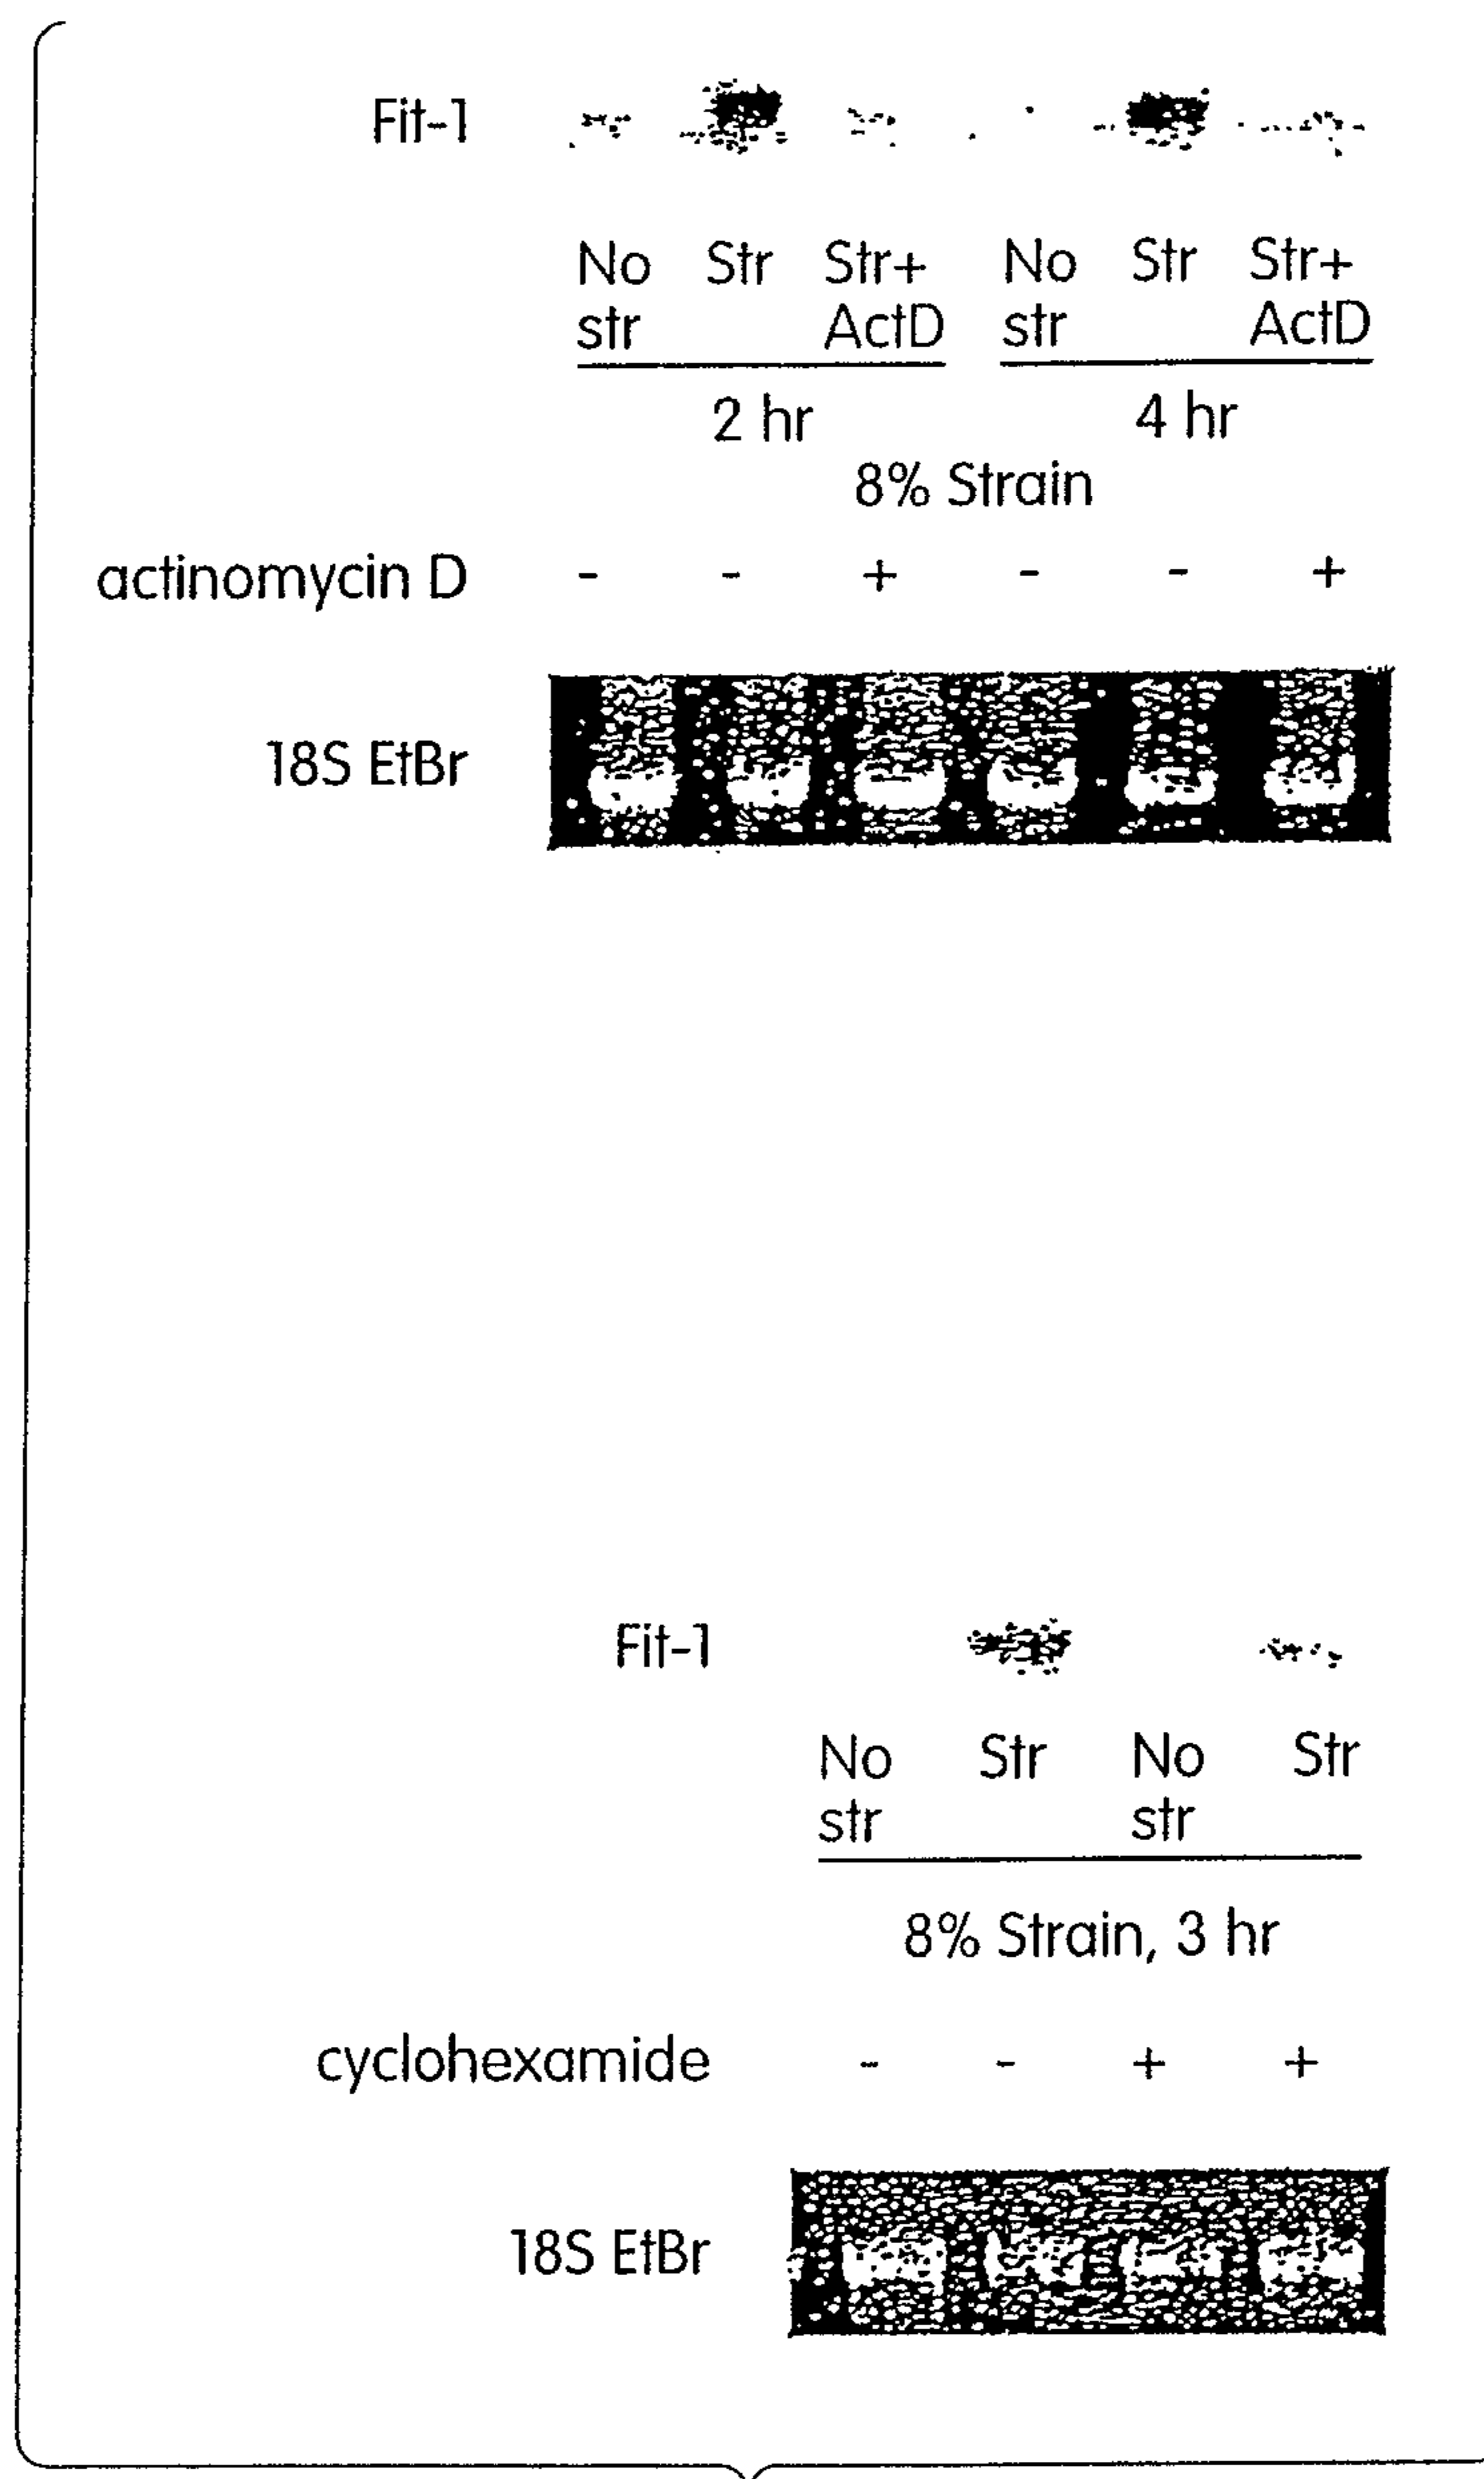 Fit-1
No Str Str+ No Str Str+
str ActD str ActD
2 hr 4 hr
8% Strain
actinomycin D - - + - - +
18S EtBr
Fit-1
No Str No Str
str str
8% Strain, 3 hr
cyclohexamide - - + +
18S EtBr